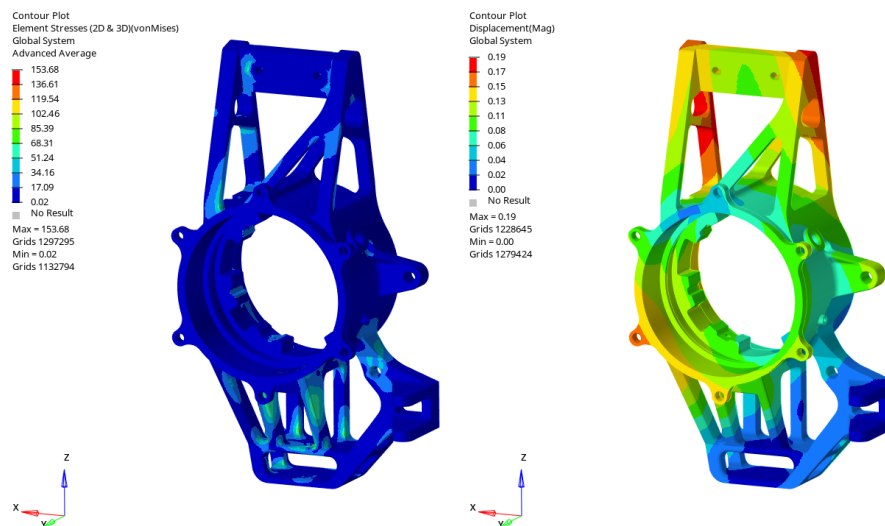 Contour Plot
Element Stresses (2D & 3D)(vonMises)
Global System
Advanced Average
153.68
136.61
119.54
102.46
85.39
68.31
51.24
34.16
17.09
0.02
No Result
Max = 153.68
Grids 1297295
Min = 0.02
Grids 1132794
Z
X
Y
Contour Plot
Displacement(Mag)
Global System
0.19
0.17
0.15
0.13
0.11
0.08
0.06
0.04
0.02
0.00
No Result
Max = 0.19
Grids 1228645
Min = 0.00
Grids 1279424
Z
X
Y